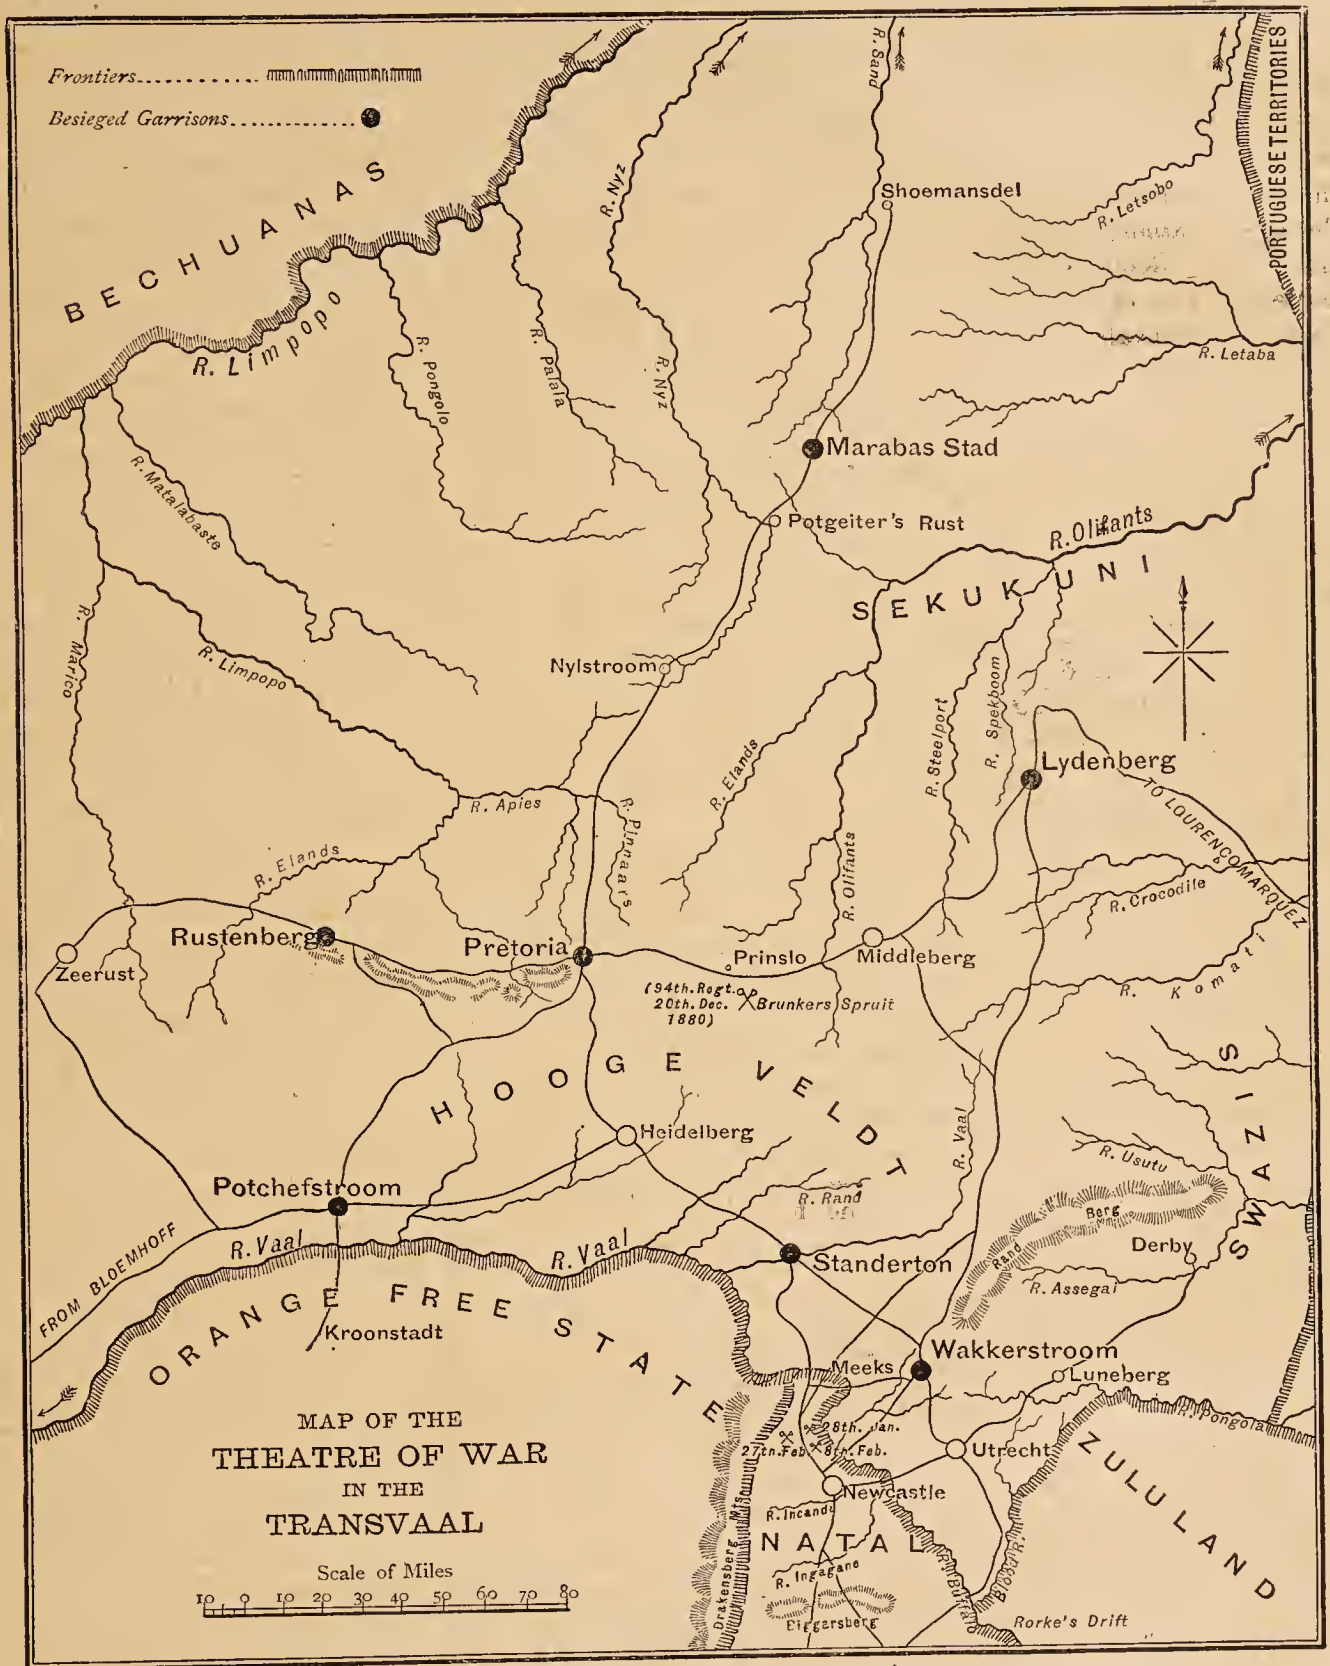 Frontiers............
Besieged Garrisons..............
BECHUANAS
PORTUGUESE TERRITORIES
R. Sand
R. Nyz
Shoemansdel
R. Letsobo
R. Limpopo
R. Pongolo
R. Palala
R. Nyz
R. Letaba
Marabas Stad
R. Matalabaste
Potgeiter's Rust
R. Olifants
SEKUKUNI
R. Marico
R. Limpopo
Nylstroom
R. Elands
R. Steelport
R. Spekboom
Lydenberg
R. Apies
R. Pinnaars
TO LOURENCO MARQUEZ
R. Elands
R. Olifants
R. Crocodile
Rustenberg
Pretoria
Zeerust
Prinslo
Middleberg
(94th. Regt.
20th. Dec.
1880)
Brunkers Spruit
R. Komati
HOOGE VELDT
SWAZIS
Heidelberg
R. Vaal
R. Usutu
Potchefstroom
R. Rand
Rand Berg
FROM BLOEMHOFF
R. Vaal
R. Vaal
Standerton
Derby
R. Assegai
ORANGE FREE STATE
Kroonstadt
Meeks
Wakkerstroom
Luneberg
R. Pongola
28th. Jan.
27th. Feb.
8th. Feb.
Utrecht
ZULULAND
Newcastle
R. Incandi
NATAL
Drakensberg Mts.
R. Ingagane
R. Buffalo
Blood R.
Biggarsberg
Rorke's Drift
MAP OF THE
THEATRE OF WAR
IN THE
TRANSVAAL
Scale of Miles
10 0 10 20 30 40 50 60 70 80